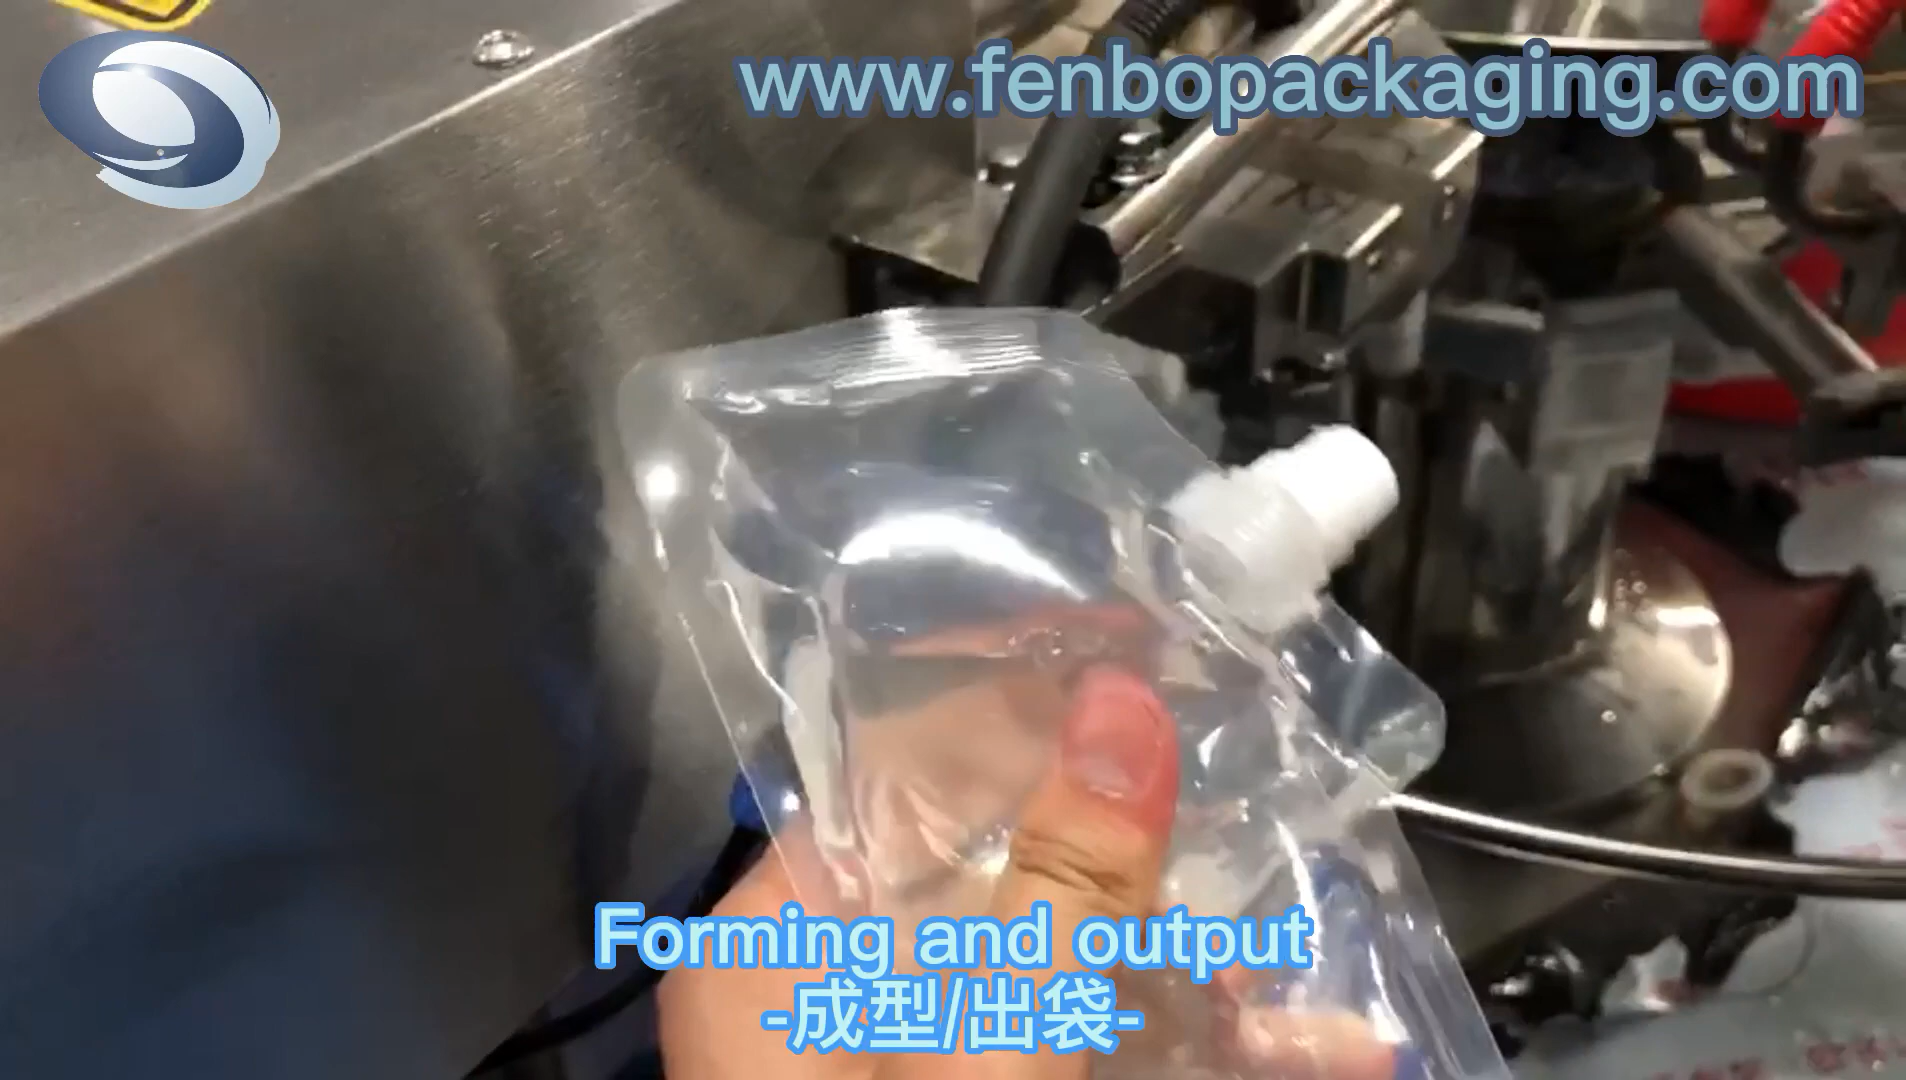 www.fenbopackaging.com
Forming and output
-成型/出袋-